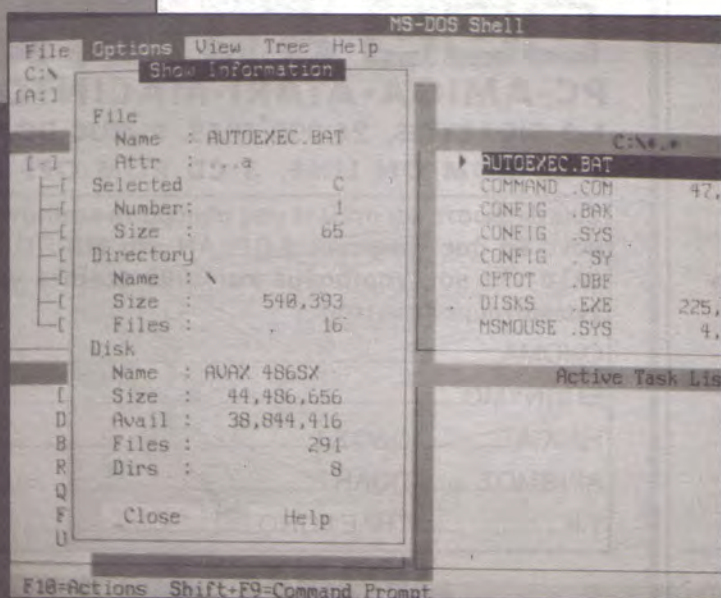 MS-DOS Shell
File Options View Tree Help
C:\
[A:]
Show Information
File
Name : AUTOEXEC.BAT
Attr : ...a
Selected C
Number: 1
Size : 65
Directory
Name : \
Size : 540,393
Files : 16
Disk
Name : AVAX 486SX
Size : 44,486,656
Avail : 38,844,416
Files : 291
Dirs : 8
Close Help
C:\*.*
AUTOEXEC.BAT
COMMAND .COM 47,
CONFIG .BAK
CONFIG .SYS
CONFIG . SY
CPTOT .DBF
DISKS .EXE 225,
MSMOUSE .SYS 4,
Active Task Lis
D
B
R
Q
F
U
F10=Actions Shift+F9=Command Prompt